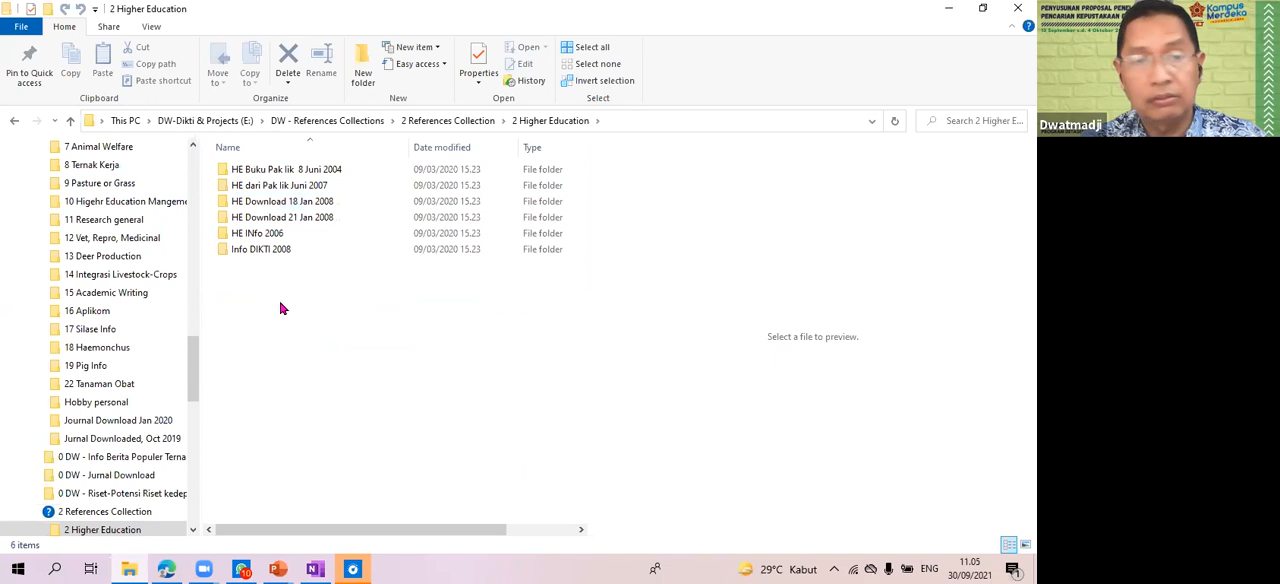 2 Higher Education
File Home Share View
Pin to Quick access
Copy
Paste
Cut
Copy path
Paste shortcut
Clipboard
Move to
Copy to
Delete
Rename
Organize
New folder
New item
Easy access
New
Properties
Open
Edit
History
Open
Select all
Select none
Invert selection
Select
This PC > DW-Dikti & Projects (E:) > DW - References Collections > 2 References Collection > 2 Higher Education >
Search 2 Higher E...
7 Animal Welfare
8 Ternak Kerja
9 Pasture or Grass
10 Higehr Education Mangeme
11 Research general
12 Vet, Repro, Medicinal
13 Deer Production
14 Integrasi Livestock-Crops
15 Academic Writing
16 Aplikom
17 Silase Info
18 Haemonchus
19 Pig Info
22 Tanaman Obat
Hobby personal
Journal Download Jan 2020
Jurnal Downloaded, Oct 2019
0 DW - Info Berita Populer Terna
0 DW - Jurnal Download
0 DW - Riset-Potensi Riset kedep
2 References Collection
2 Higher Education
Name Date modified Type
HE Buku Pak lik 8 Juni 2004 09/03/2020 15.23 File folder
HE dari Pak lik Juni 2007 09/03/2020 15.23 File folder
HE Download 18 Jan 2008 09/03/2020 15.23 File folder
HE Download 21 Jan 2008 09/03/2020 15.23 File folder
HE INfo 2006 09/03/2020 15.23 File folder
Info DIKTI 2008 09/03/2020 15.23 File folder
Select a file to preview.
6 items
10
29°C Kabut
ENG
11.05
30/09/2021
1
PENYUSUNAN PROPOSAL
PENCARIAN KEPUSTAKAA
Kampus
Merdeka
Dwatmadji